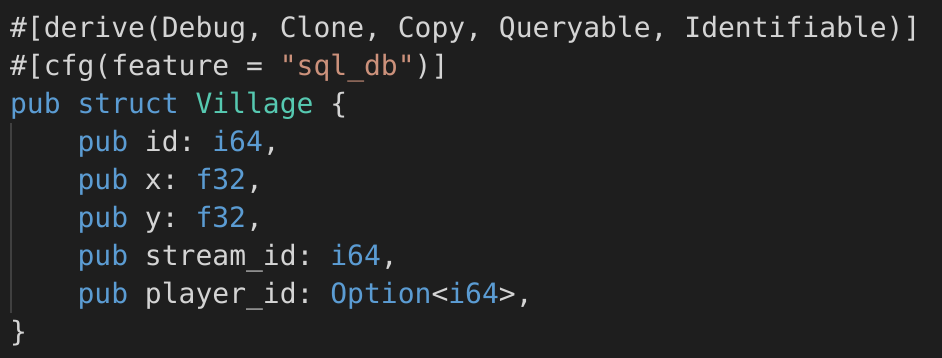 #[derive(Debug, Clone, Copy, Queryable, Identifiable)]
#[cfg(feature = "sql_db")]
pub struct Village {
    pub id: i64,
    pub x: f32,
    pub y: f32,
    pub stream_id: i64,
    pub player_id: Option<i64>,
}